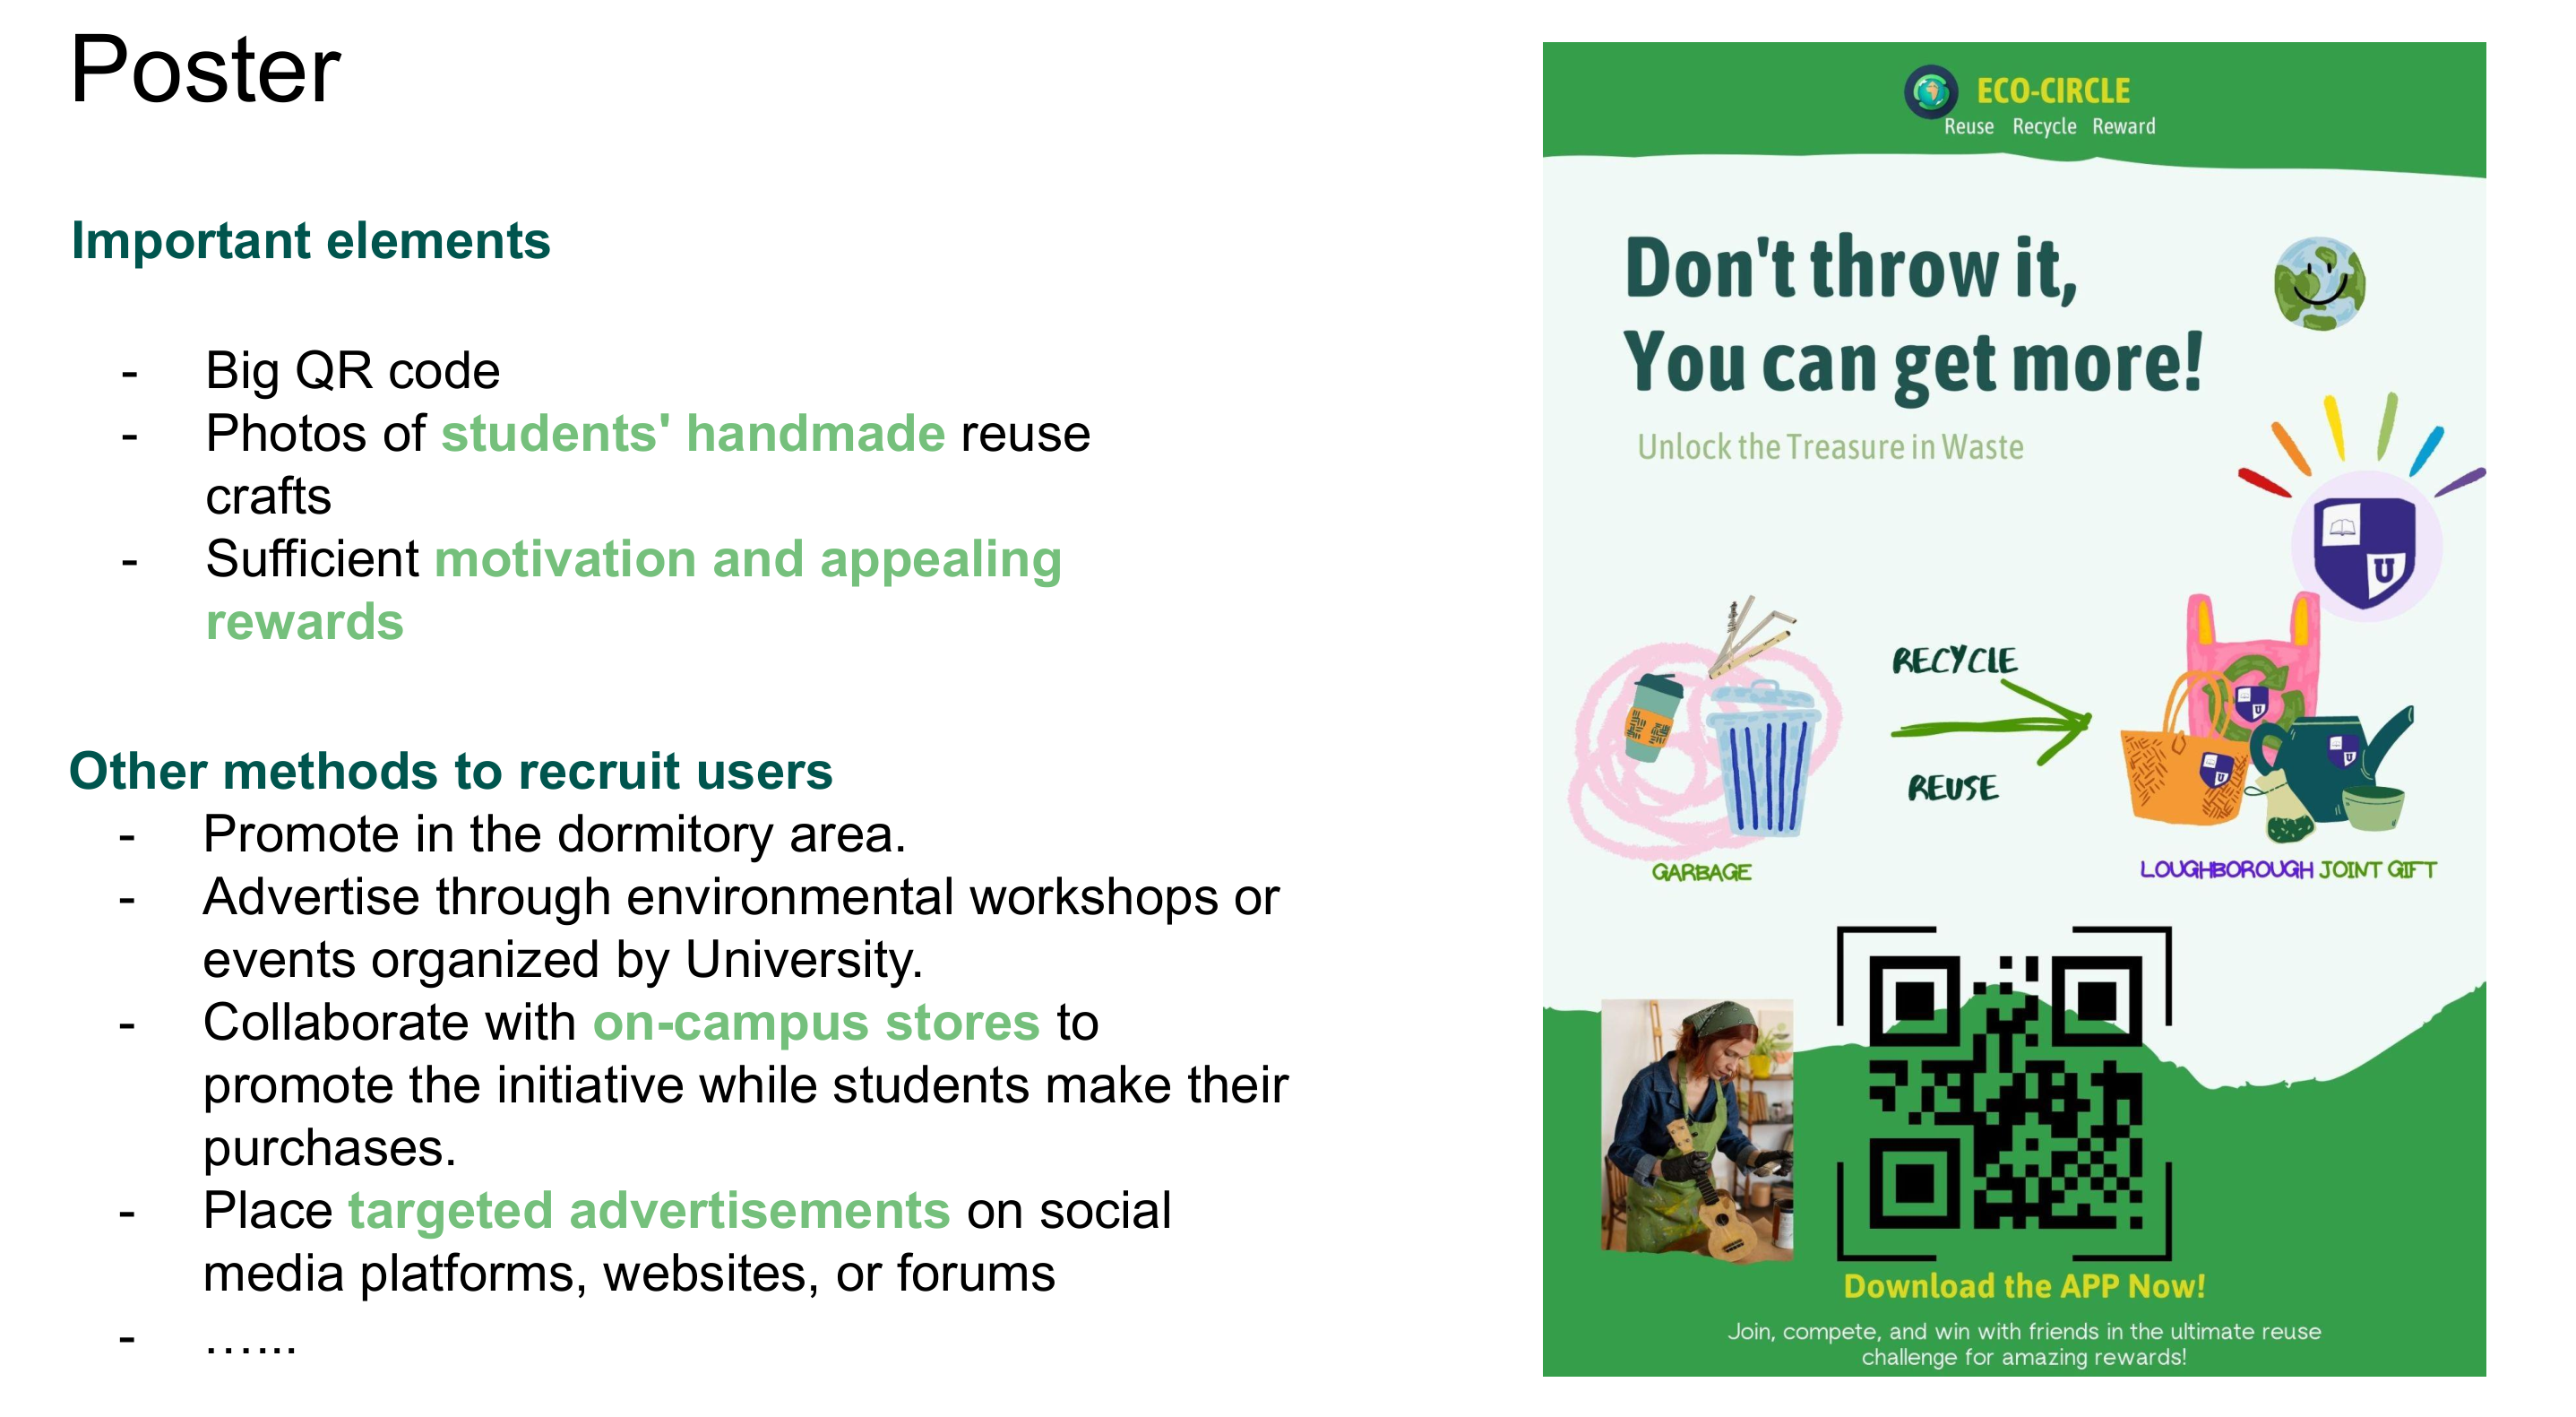 Poster
Important elements
- Big QR code
- Photos of students' handmade reuse
crafts
- Sufficient motivation and appealing
rewards
Other methods to recruit users
- Promote in the dormitory area.
- Advertise through environmental workshops or
events organized by University.
- Collaborate with on-campus stores to
promote the initiative while students make their
purchases.
- Place targeted advertisements on social
media platforms, websites, or forums
- …...
ECO-CIRCLE
Reuse Recycle Reward
Don't throw it,
You can get more!
Unlock the Treasure in Waste
U
RECYCLE
REUSE
GARBAGE
LOUGHBOROUGH JOINT GIFT
Download the APP Now!
Join, compete, and win with friends in the ultimate reuse
challenge for amazing rewards!